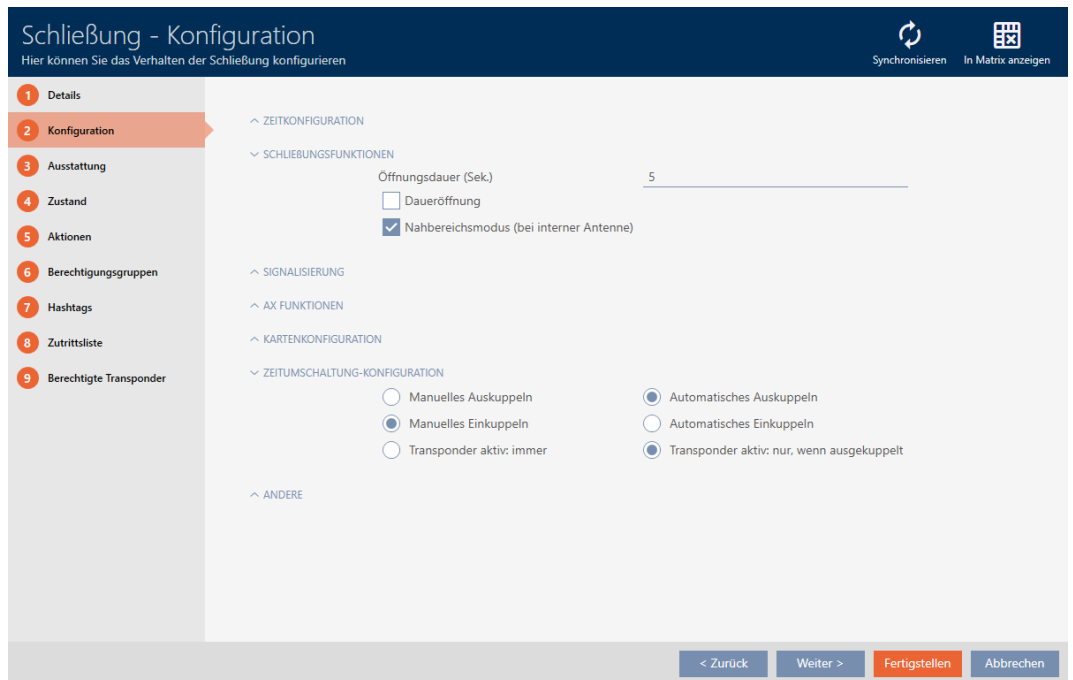 Schließung - Konfiguration
Hier können Sie das Verhalten der Schließung konfigurieren
Synchronisieren
In Matrix anzeigen
1 Details
2 Konfiguration
3 Ausstattung
4 Zustand
5 Aktionen
6 Berechtigungsgruppen
7 Hashtags
8 Zutrittsliste
9 Berechtigte Transponder
ZEITKONFIGURATION
SCHLIEßUNGSFUNKTIONEN
Öffnungsdauer (Sek.) 5
Daueröffnung
Nahbereichsmodus (bei interner Antenne)
SIGNALISIERUNG
AX FUNKTIONEN
KARTENKONFIGURATION
ZEITUMSCHALTUNG-KONFIGURATION
Manuelles Auskuppeln Automatisches Auskuppeln
Manuelles Einkuppeln Automatisches Einkuppeln
Transponder aktiv: immer Transponder aktiv: nur, wenn ausgekuppelt
ANDERE
< Zurück Weiter > Fertigstellen Abbrechen